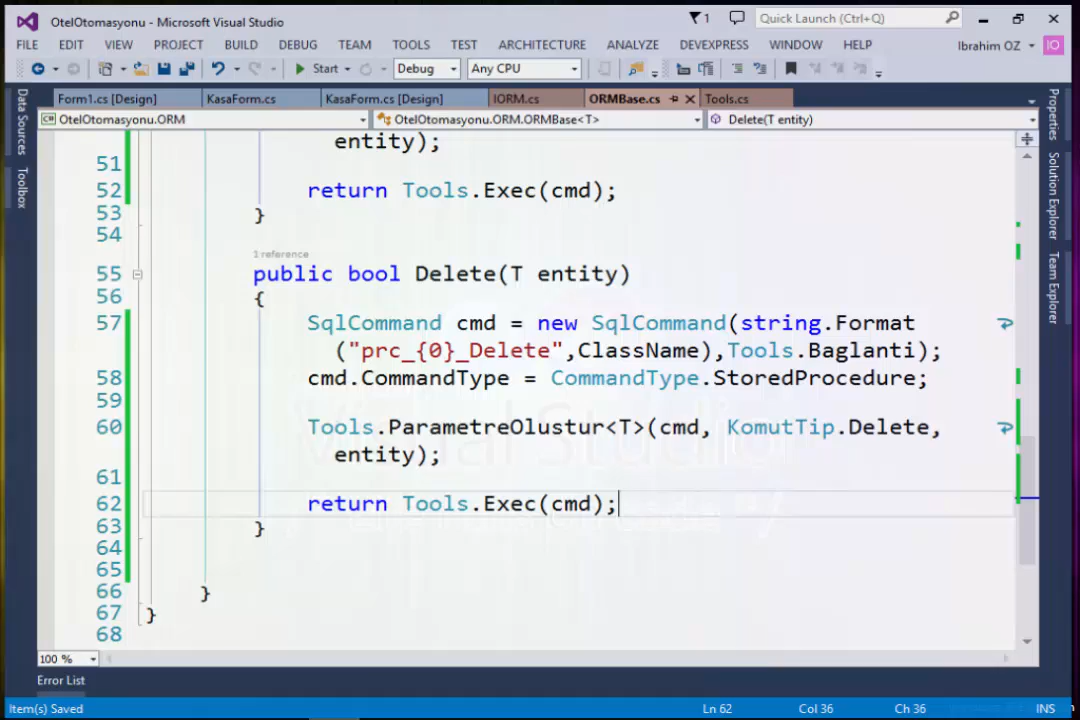 OtelOtomasyonu - Microsoft Visual Studio
1
Quick Launch (Ctrl+Q)
FILE EDIT VIEW PROJECT BUILD DEBUG TEAM TOOLS TEST ARCHITECTURE ANALYZE DEVEXPRESS WINDOW HELP
Ibrahim OZ
IO
Start Debug Any CPU
Form1.cs [Design] KasaForm.cs KasaForm.cs [Design] IORM.cs ORMBase.cs Tools.cs
OtelOtomasyonu.ORM OtelOtomasyonu.ORM.ORMBase<T> Delete(T entity)
Data Sources
Toolbox
Properties
Solution Explorer
Team Explorer
entity);
51
52 return Tools.Exec(cmd);
53 }
54
1 reference
55 public bool Delete(T entity)
56 {
57 SqlCommand cmd = new SqlCommand(string.Format
("prc_{0}_Delete",ClassName),Tools.Baglanti);
58 cmd.CommandType = CommandType.StoredProcedure;
59
60 Tools.ParametreOlustur<T>(cmd, KomutTip.Delete,
entity);
61
62 return Tools.Exec(cmd);
63 }
64
65
66 }
67 }
68
100 %
Error List
Item(s) Saved Ln 62 Col 36 Ch 36 INS